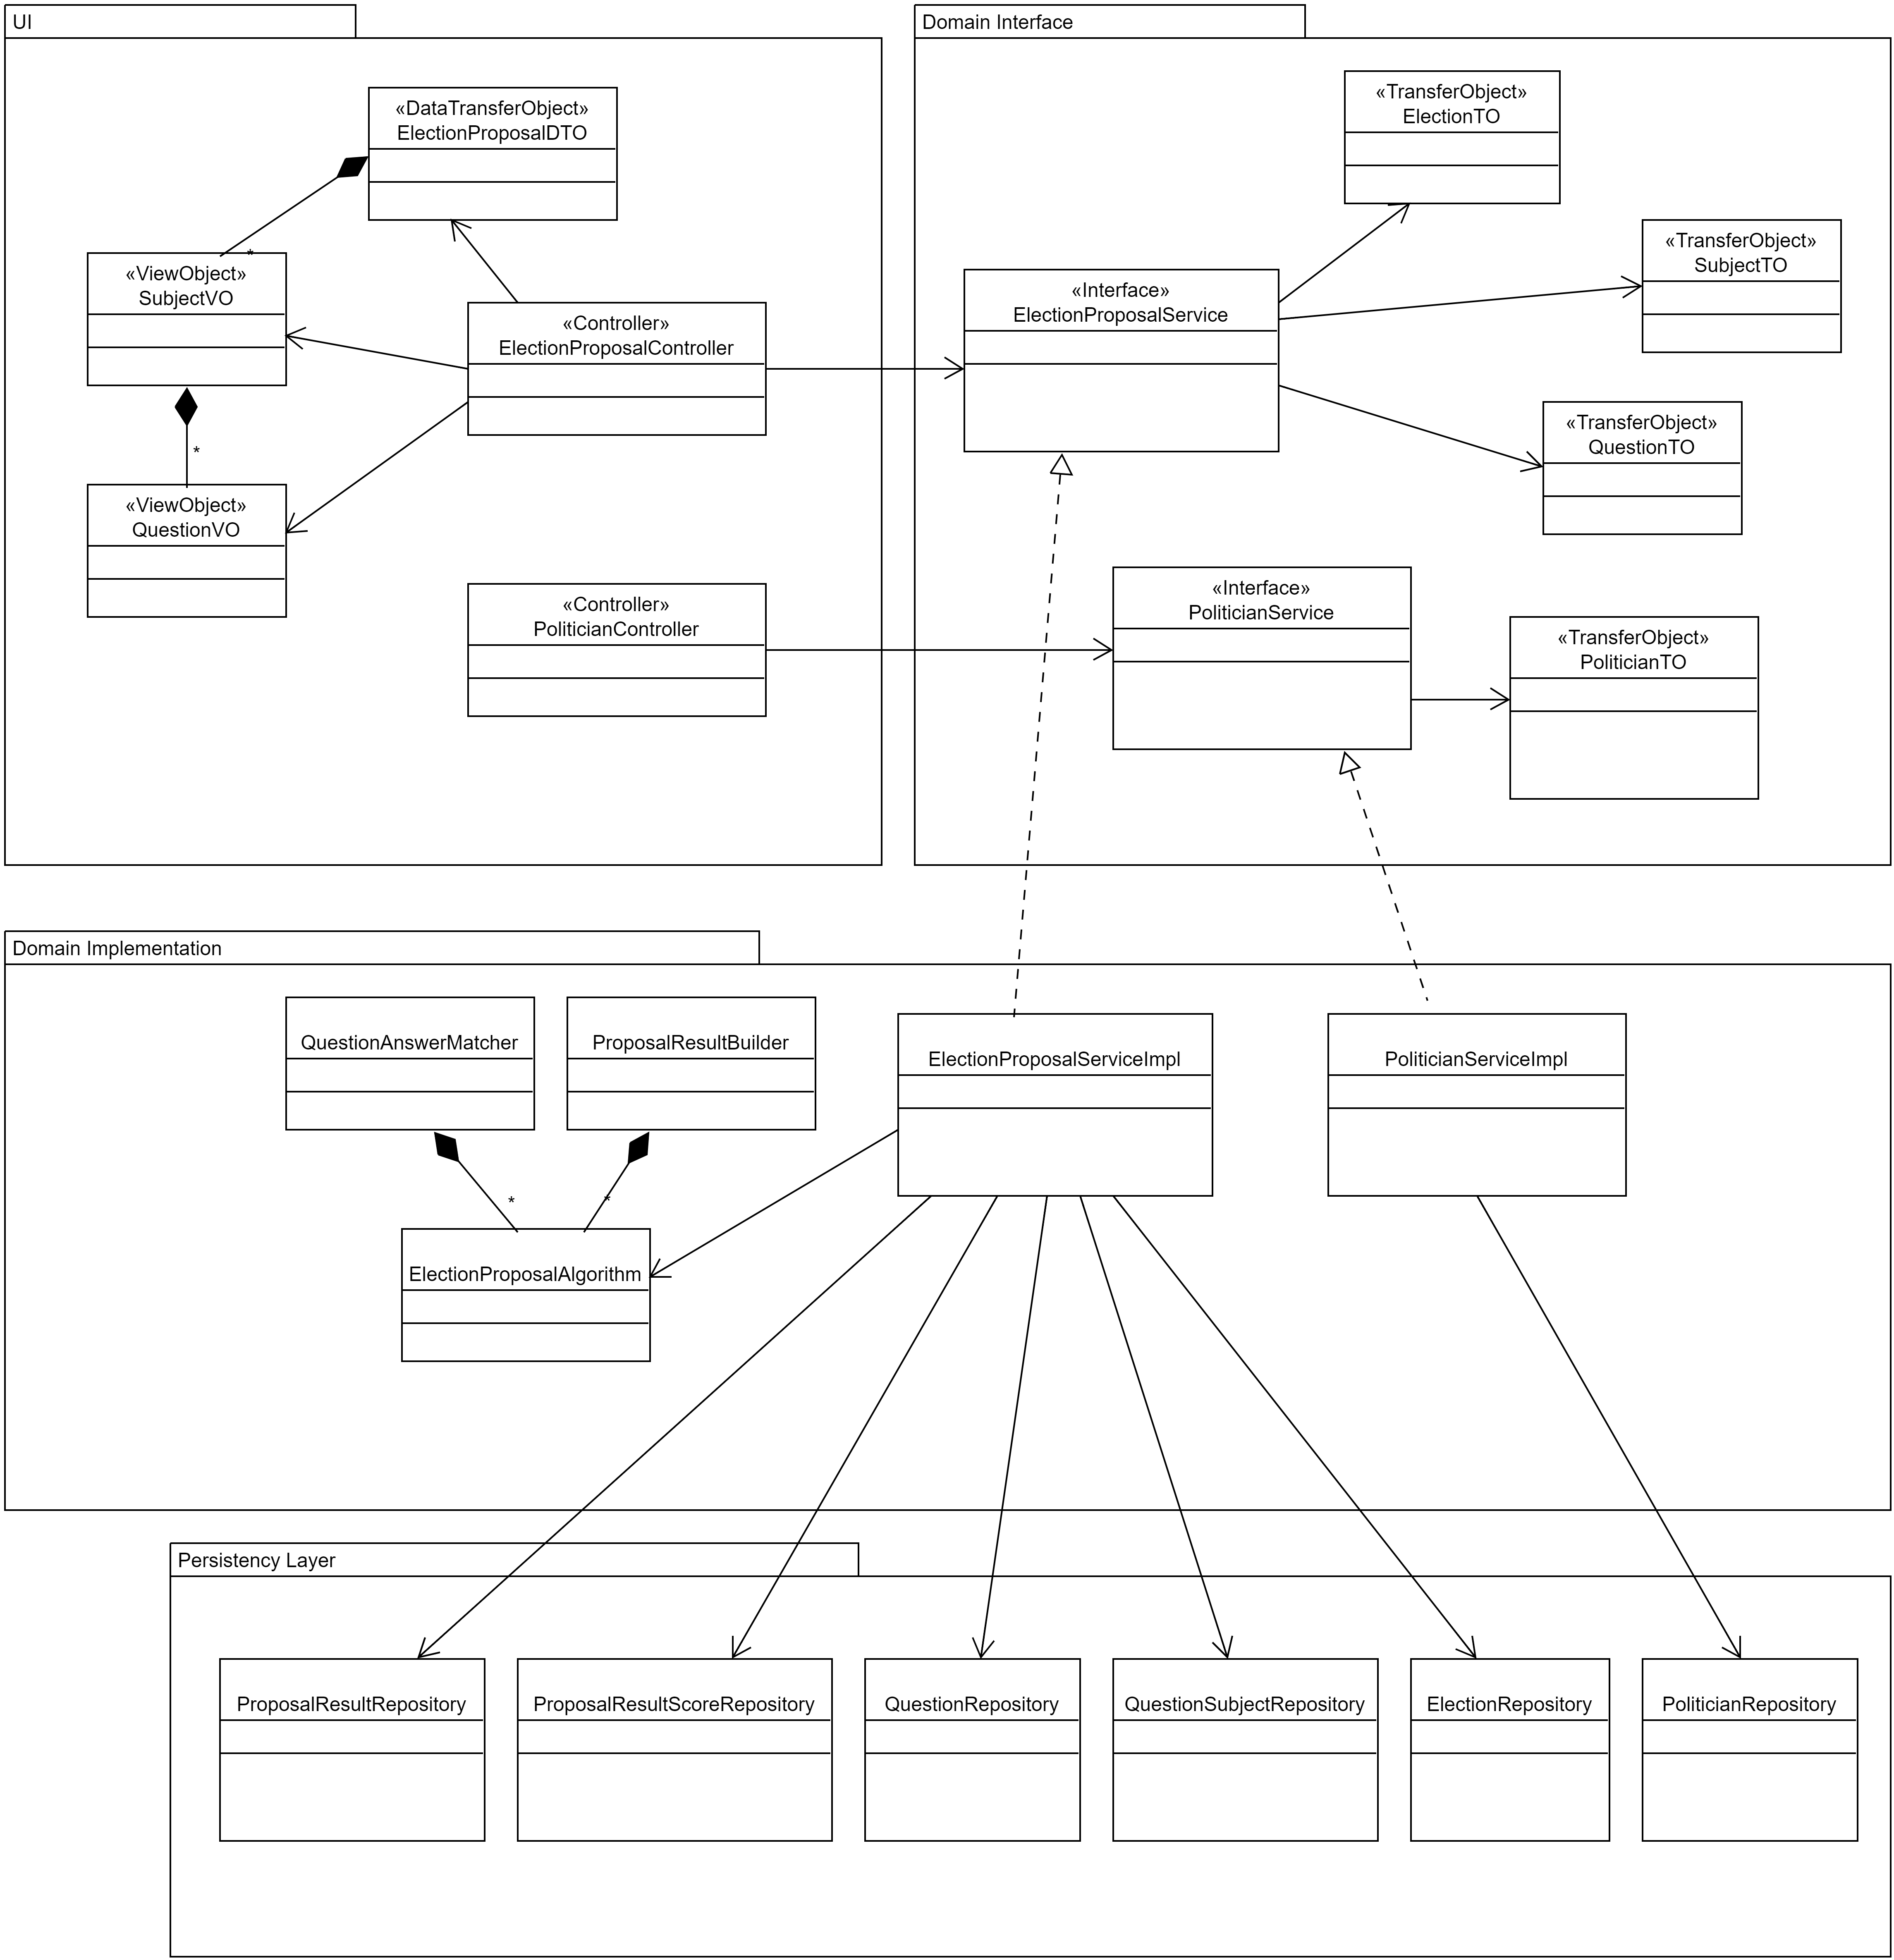 UI
«DataTransferObject»
ElectionProposalDTO
*
«ViewObject»
SubjectVO
«Controller»
ElectionProposalController
*
«ViewObject»
QuestionVO
«Controller»
PoliticianController
Domain Interface
«TransferObject»
ElectionTO
«TransferObject»
SubjectTO
«Interface»
ElectionProposalService
«TransferObject»
QuestionTO
«Interface»
PoliticianService
«TransferObject»
PoliticianTO
Domain Implementation
QuestionAnswerMatcher
ProposalResultBuilder
ElectionProposalServiceImpl
PoliticianServiceImpl
*
*
ElectionProposalAlgorithm
Persistency Layer
ProposalResultRepository
ProposalResultScoreRepository
QuestionRepository
QuestionSubjectRepository
ElectionRepository
PoliticianRepository